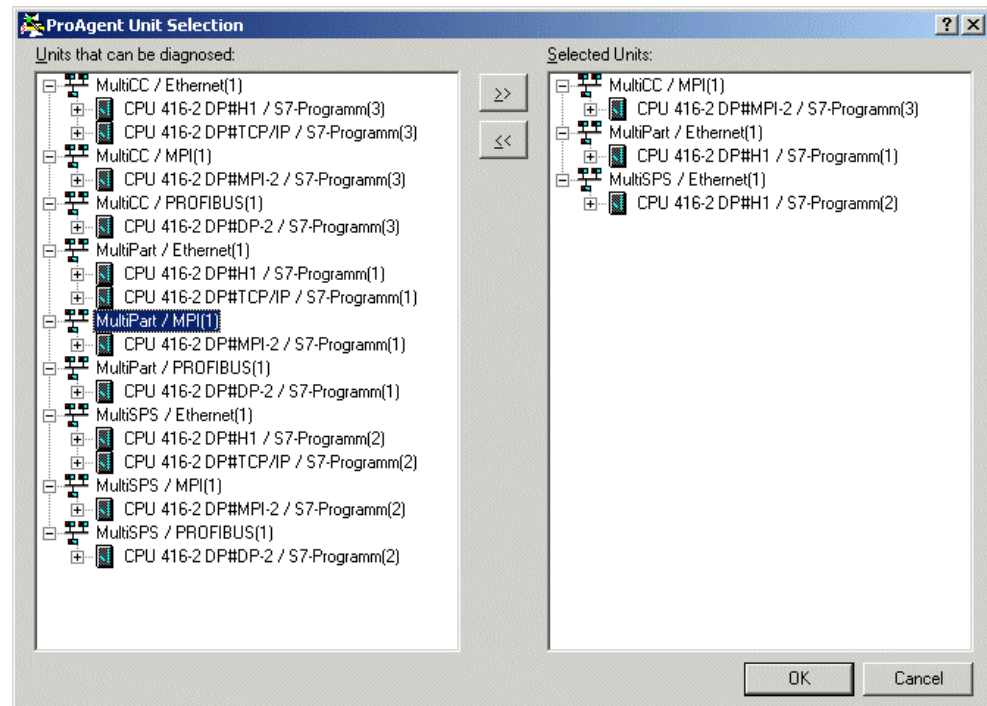 ProAgent Unit Selection
Units that can be diagnosed:
MultiCC / Ethernet(1)
CPU 416-2 DP#H1 / S7-Programm(3)
CPU 416-2 DP#TCP/IP / S7-Programm(3)
MultiCC / MPI(1)
CPU 416-2 DP#MPI-2 / S7-Programm(3)
MultiCC / PROFIBUS(1)
CPU 416-2 DP#DP-2 / S7-Programm(3)
MultiPart / Ethernet(1)
CPU 416-2 DP#H1 / S7-Programm(1)
CPU 416-2 DP#TCP/IP / S7-Programm(1)
MultiPart / MPI(1)
CPU 416-2 DP#MPI-2 / S7-Programm(1)
MultiPart / PROFIBUS(1)
CPU 416-2 DP#DP-2 / S7-Programm(1)
MultiSPS / Ethernet(1)
CPU 416-2 DP#H1 / S7-Programm(2)
CPU 416-2 DP#TCP/IP / S7-Programm(2)
MultiSPS / MPI(1)
CPU 416-2 DP#MPI-2 / S7-Programm(2)
MultiSPS / PROFIBUS(1)
CPU 416-2 DP#DP-2 / S7-Programm(2)
>>
<<
Selected Units:
MultiCC / MPI(1)
CPU 416-2 DP#MPI-2 / S7-Programm(3)
MultiPart / Ethernet(1)
CPU 416-2 DP#H1 / S7-Programm(1)
MultiSPS / Ethernet(1)
CPU 416-2 DP#H1 / S7-Programm(2)
OK
Cancel